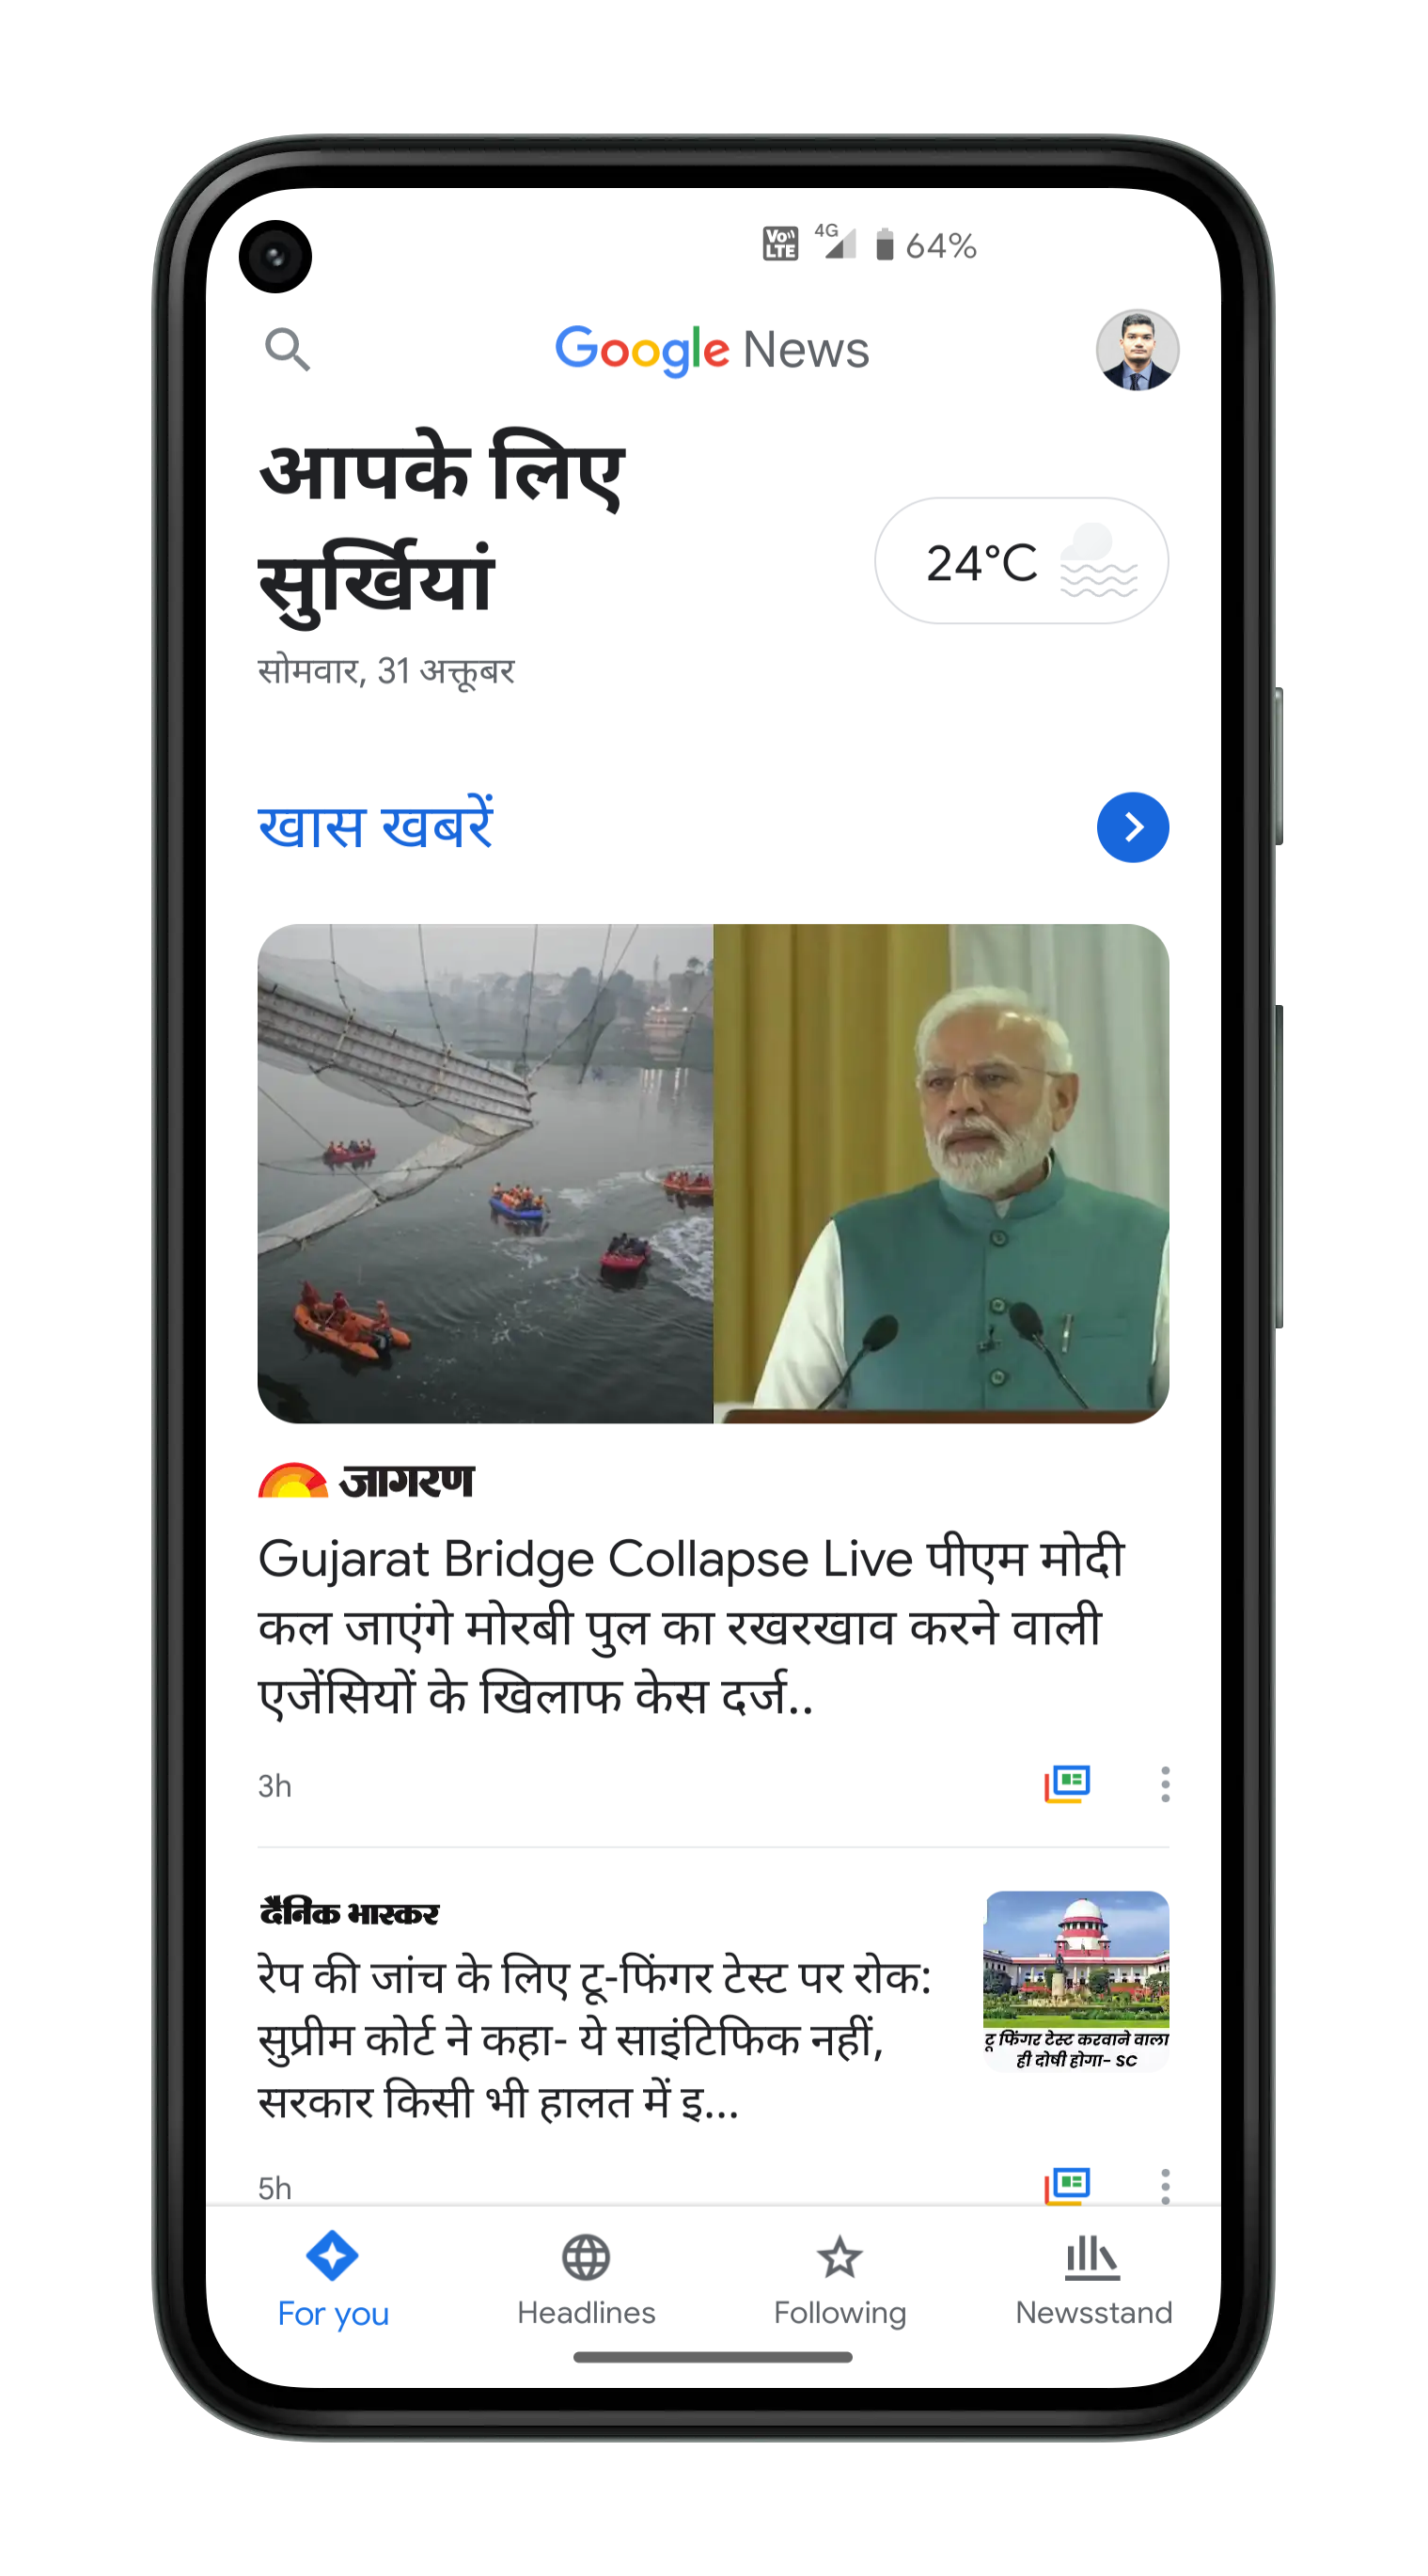 VoLTE 4G 64%
Google News
आपके लिए
सुर्खियां
24°C
सोमवार, 31 अक्तूबर
खास खबरें
जागरण
Gujarat Bridge Collapse Live पीएम मोदी
कल जाएंगे मोरबी पुल का रखरखाव करने वाली
एजेंसियों के खिलाफ केस दर्ज..
3h
दैनिक भास्कर
रेप की जांच के लिए टू-फिंगर टेस्ट पर रोक:
सुप्रीम कोर्ट ने कहा- ये साइंटिफिक नहीं,
सरकार किसी भी हालत में इ...
टू फिंगर टेस्ट करवाने वाला
ही दोषी होगा- SC
5h
For you Headlines Following Newsstand